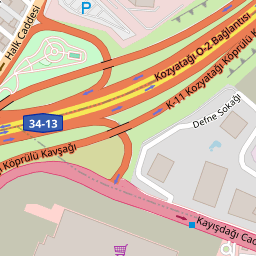 Halk Caddesi
Kozyatağı O-2 Bağlantısı
K-11 Kozyatağı Köprülü K
34-13
Defne Sokağı
Köprülü Kavşağı
Kayışdağı Cad